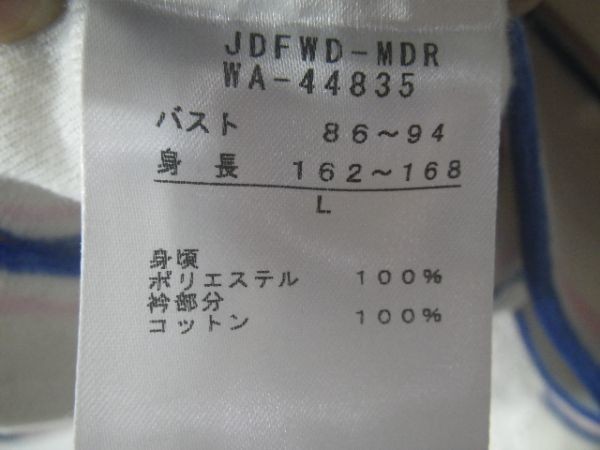 JDFWD-MDR
WA-44835
バスト 86~94
身長 162~168
L
身頃
ポリエステル 100%
衿部分
コットン 100%